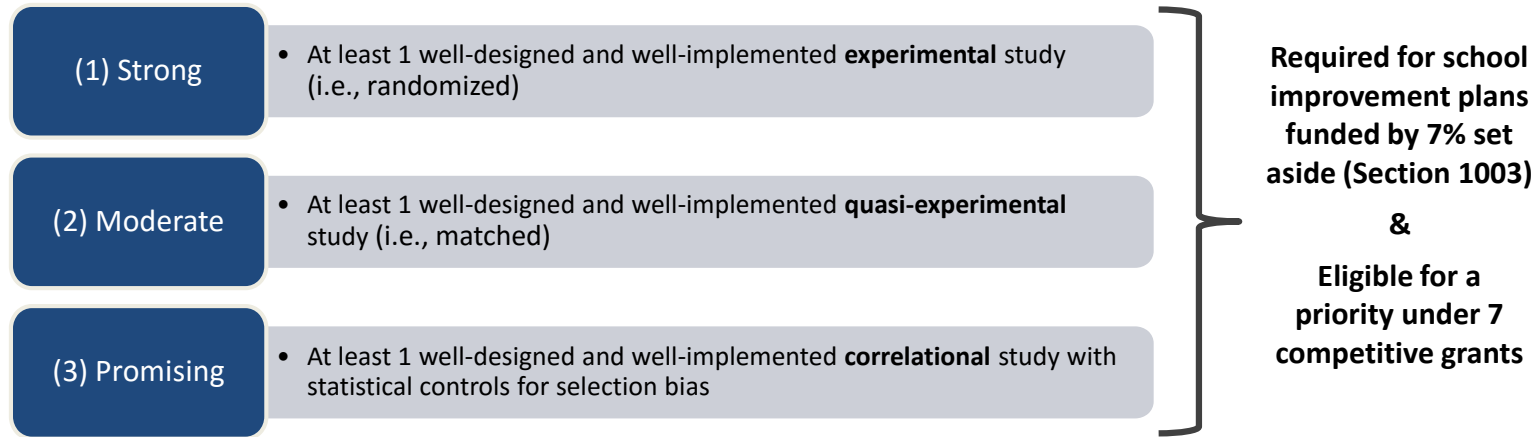 (1) Strong
• At least 1 well-designed and well-implemented experimental study
(i.e., randomized)
(2) Moderate
• At least 1 well-designed and well-implemented quasi-experimental
study (i.e., matched)
(3) Promising
• At least 1 well-designed and well-implemented correlational study with
statistical controls for selection bias
Required for school
improvement plans
funded by 7% set
aside (Section 1003)
&
Eligible for a
priority under 7
competitive grants